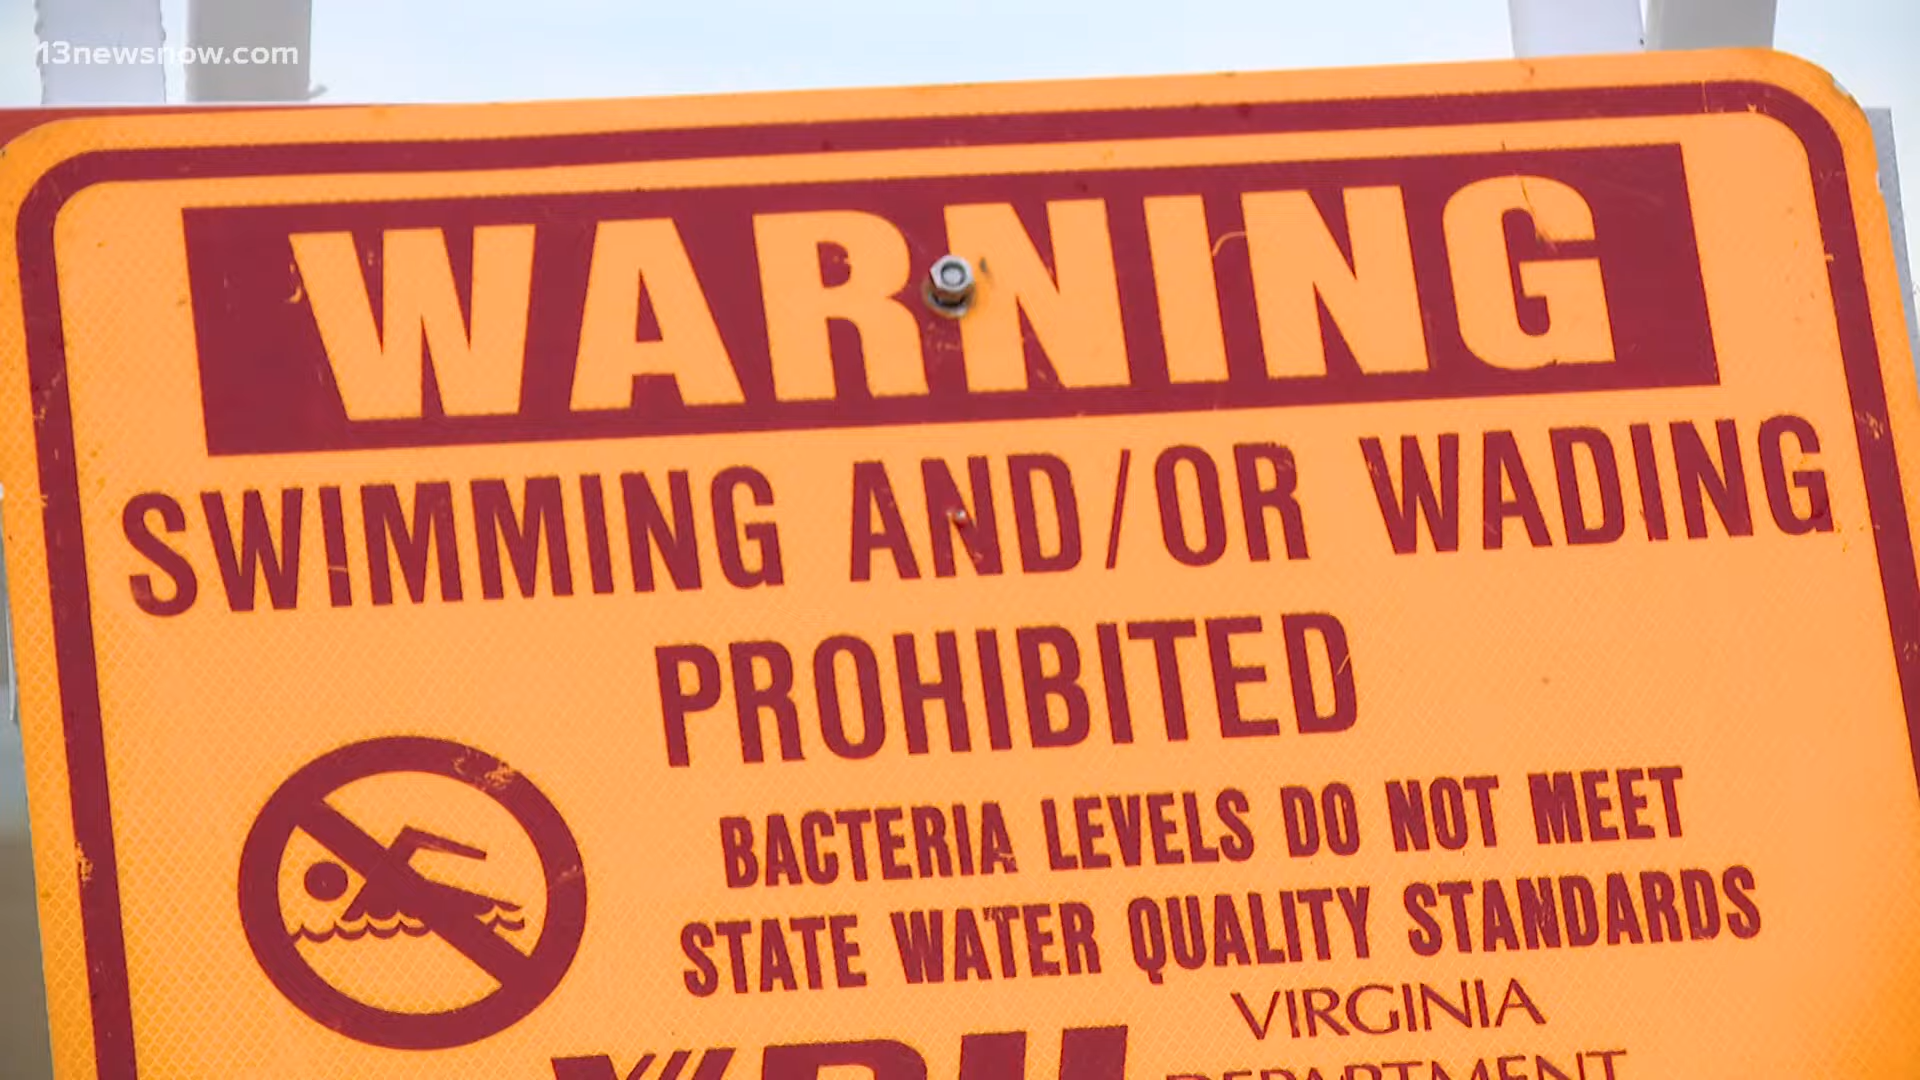 13newsnow.com
WARNING
SWIMMING AND/OR WADING
PROHIBITED
BACTERIA LEVELS DO NOT MEET
STATE WATER QUALITY STANDARDS
VIRGINIA
VDH DEPARTMENT